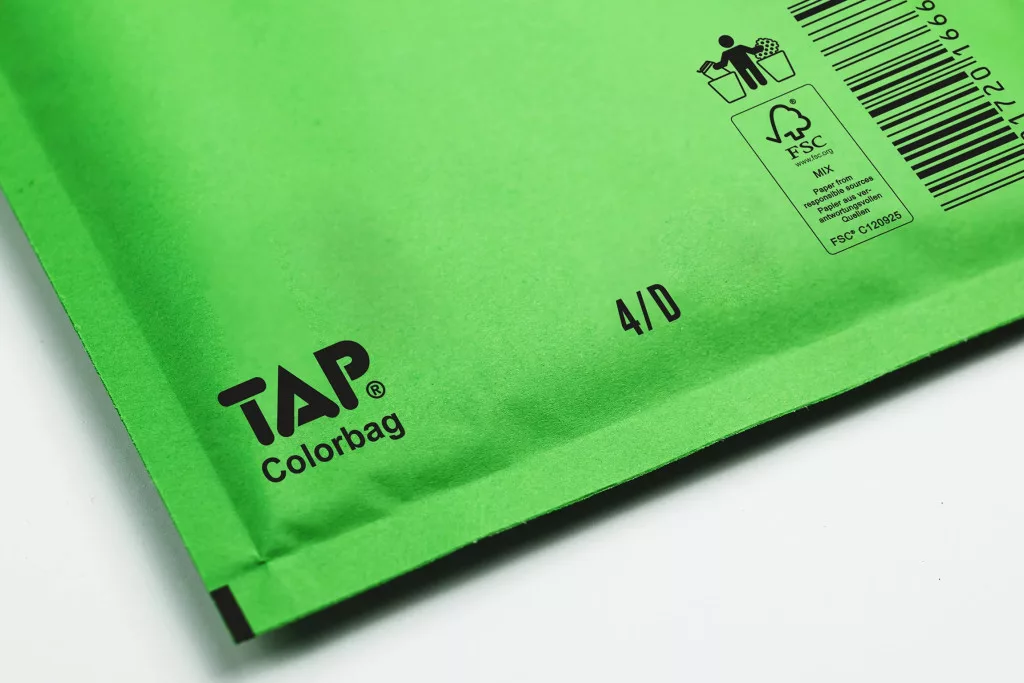 FSC®
www.fsc.org
MIX
Paper from
responsible sources
Papier aus ver-
antwortungsvollen
Quellen
FSC® C120925
4/D
TAP®
Colorbag